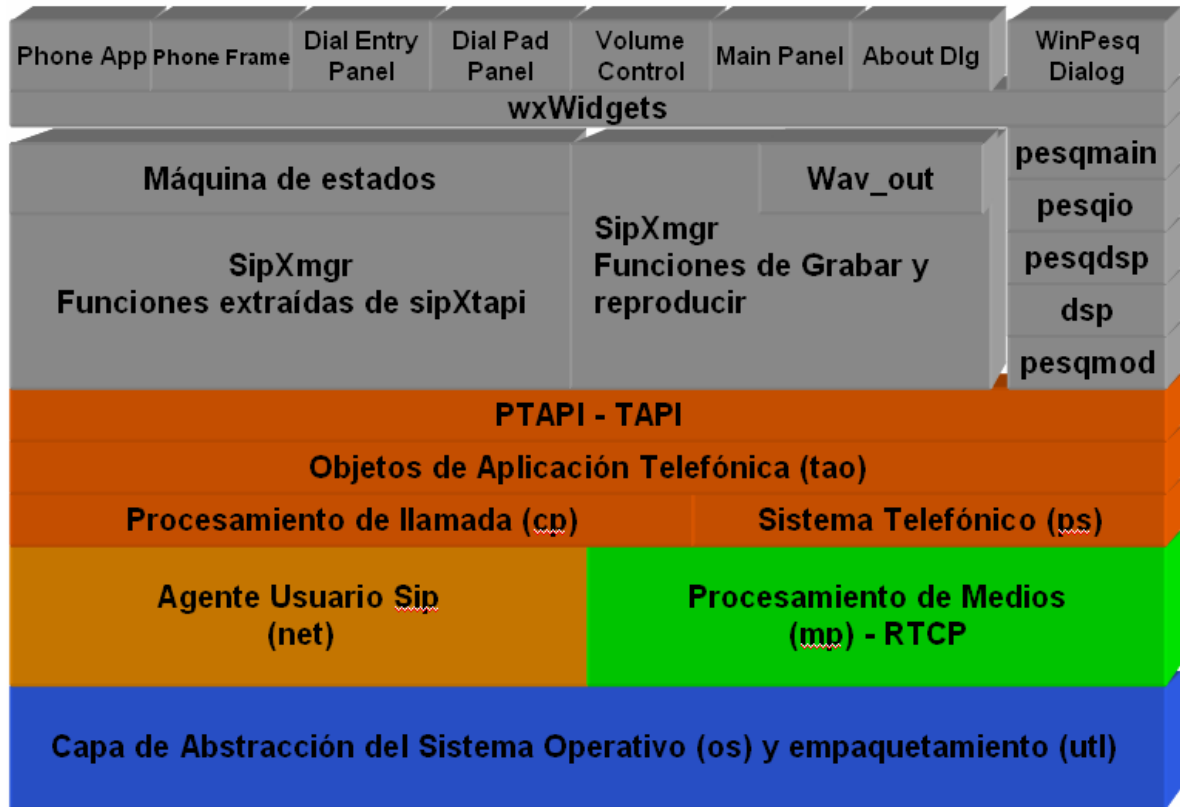 Phone App
Phone Frame
Dial Entry
Panel
Dial Pad
Panel
Volume
Control
Main Panel
About Dlg
WinPesq
Dialog
wxWidgets
Máquina de estados
Wav_out
SipXmgr
Funciones extraídas de sipXtapi
SipXmgr
Funciones de Grabar y
reproducir
pesqmain
pesqio
pesqdsp
dsp
pesqmod
PTAPI - TAPI
Objetos de Aplicación Telefónica (tao)
Procesamiento de llamada (cp)
Sistema Telefónico (ps)
Agente Usuario Sip
(net)
Procesamiento de Medios
(mp) - RTCP
Capa de Abstracción del Sistema Operativo (os) y empaquetamiento (utl)